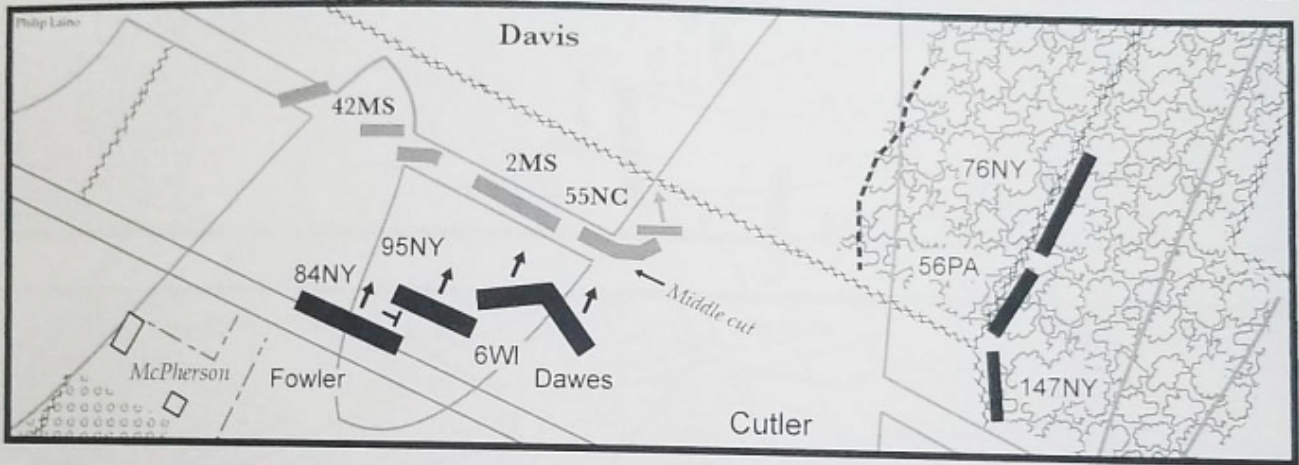 Philip Laino
Davis
42MS
2MS
55NC
76NY
95NY
84NY
56PA
Middle cut
6WI
McPherson
Fowler
Dawes
147NY
Cutler